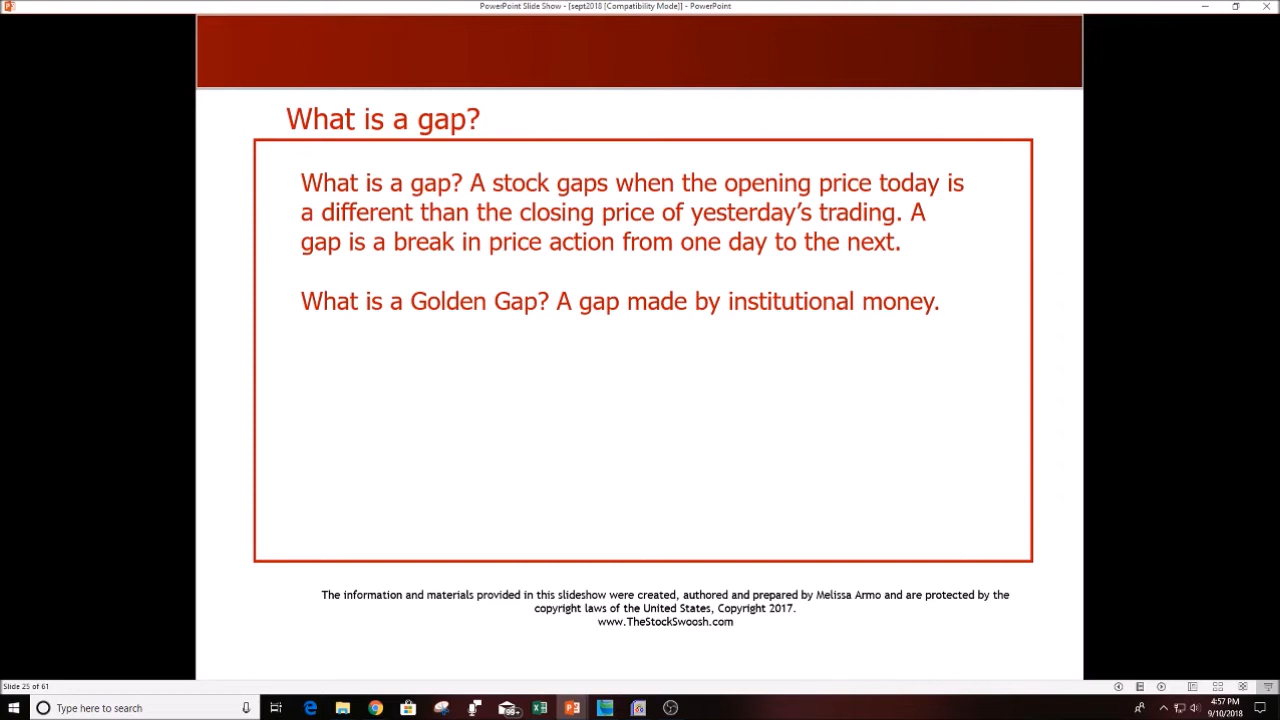 PowerPoint Slide Show - [sept2018 [Compatibility Mode]] - PowerPoint
What is a gap?
What is a gap? A stock gaps when the opening price today is
a different than the closing price of yesterday’s trading. A
gap is a break in price action from one day to the next.
What is a Golden Gap? A gap made by institutional money.
The information and materials provided in this slideshow were created, authored and prepared by Melissa Armo and are protected by the
copyright laws of the United States, Copyright 2017.
www.TheStockSwoosh.com
Slide 25 of 61
Type here to search
4:57 PM
9/10/2018